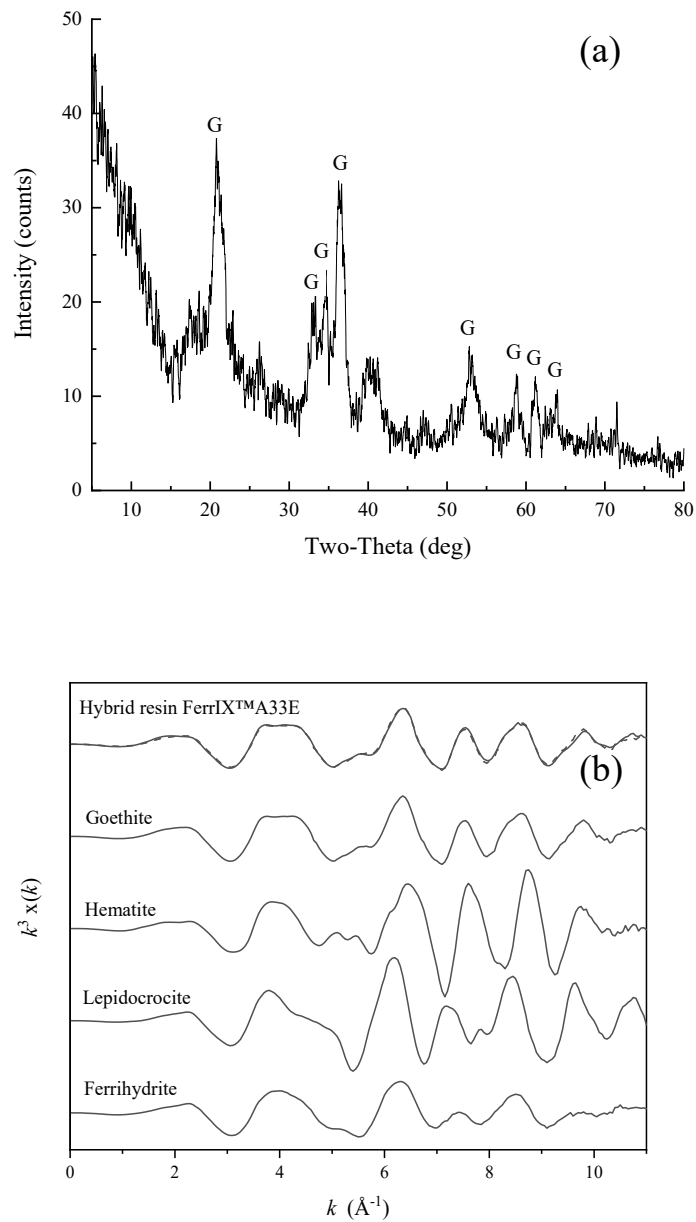 (a)
50
40
30
20
10
0
Intensity (counts)
G
G
G
G
G
G
G
G
10 20 30 40 50 60 70 80
Two-Theta (deg)
Hybrid resin FerrIX™A33E
(b)
Goethite
Hematite
Lepidocrocite
Ferrihydrite
k³ x(k)
0 2 4 6 8 10
k (Å⁻¹)